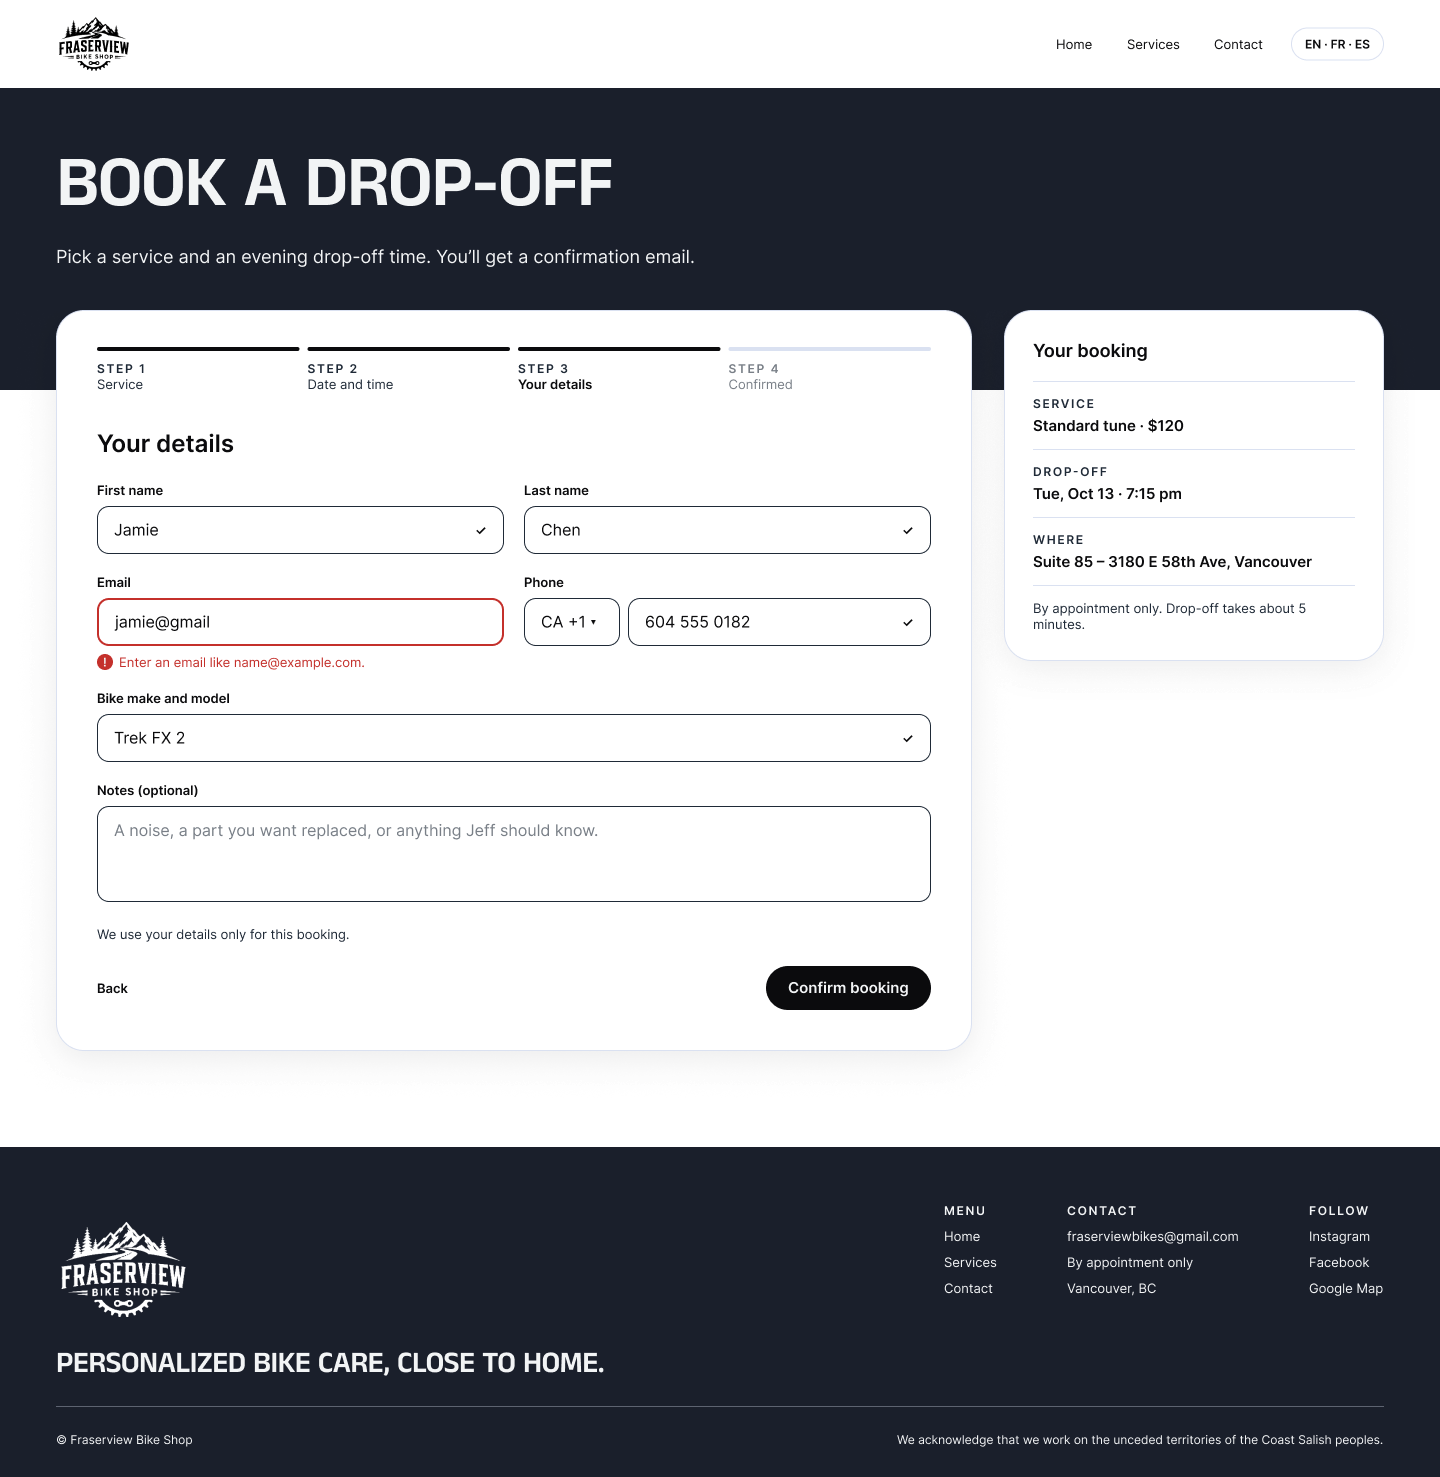 FRASERVIEW
BIKE SHOP
Home
Services
Contact
EN · FR · ES
BOOK A DROP-OFF
Pick a service and an evening drop-off time. You’ll get a confirmation email.
STEP 1
Service
STEP 2
Date and time
STEP 3
Your details
STEP 4
Confirmed
Your details
First name
Jamie
Last name
Chen
Email
jamie@gmail
Enter an email like name@example.com.
Phone
CA +1
604 555 0182
Bike make and model
Trek FX 2
Notes (optional)
A noise, a part you want replaced, or anything Jeff should know.
We use your details only for this booking.
Back
Confirm booking
Your booking
SERVICE
Standard tune · $120
DROP-OFF
Tue, Oct 13 · 7:15 pm
WHERE
Suite 85 – 3180 E 58th Ave, Vancouver
By appointment only. Drop-off takes about 5
minutes.
FRASERVIEW
BIKE SHOP
PERSONALIZED BIKE CARE, CLOSE TO HOME.
MENU
Home
Services
Contact
CONTACT
fraserviewbikes@gmail.com
By appointment only
Vancouver, BC
FOLLOW
Instagram
Facebook
Google Map
© Fraserview Bike Shop
We acknowledge that we work on the unceded territories of the Coast Salish peoples.